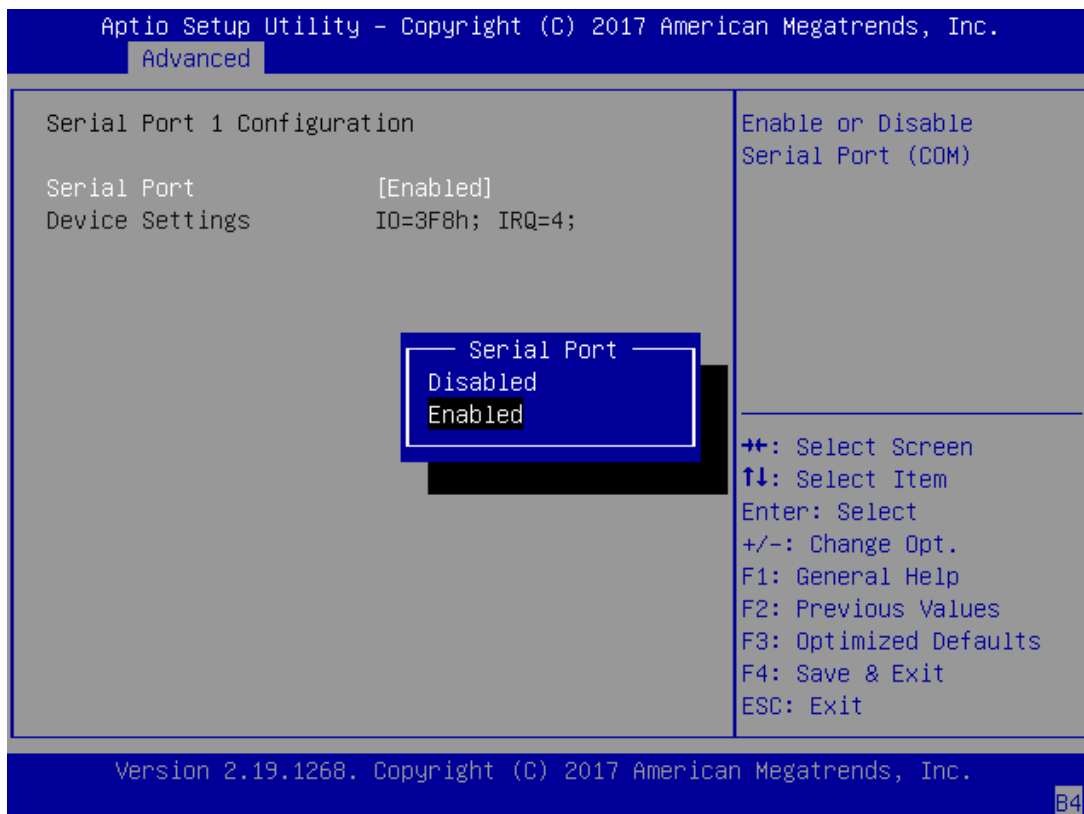 Aptio Setup Utility – Copyright (C) 2017 American Megatrends, Inc.
Advanced
Serial Port 1 Configuration
Serial Port [Enabled]
Device Settings IO=3F8h; IRQ=4;
Serial Port
Disabled
Enabled
Enable or Disable
Serial Port (COM)
→←: Select Screen
↑↓: Select Item
Enter: Select
+/-: Change Opt.
F1: General Help
F2: Previous Values
F3: Optimized Defaults
F4: Save & Exit
ESC: Exit
Version 2.19.1268. Copyright (C) 2017 American Megatrends, Inc.
B4